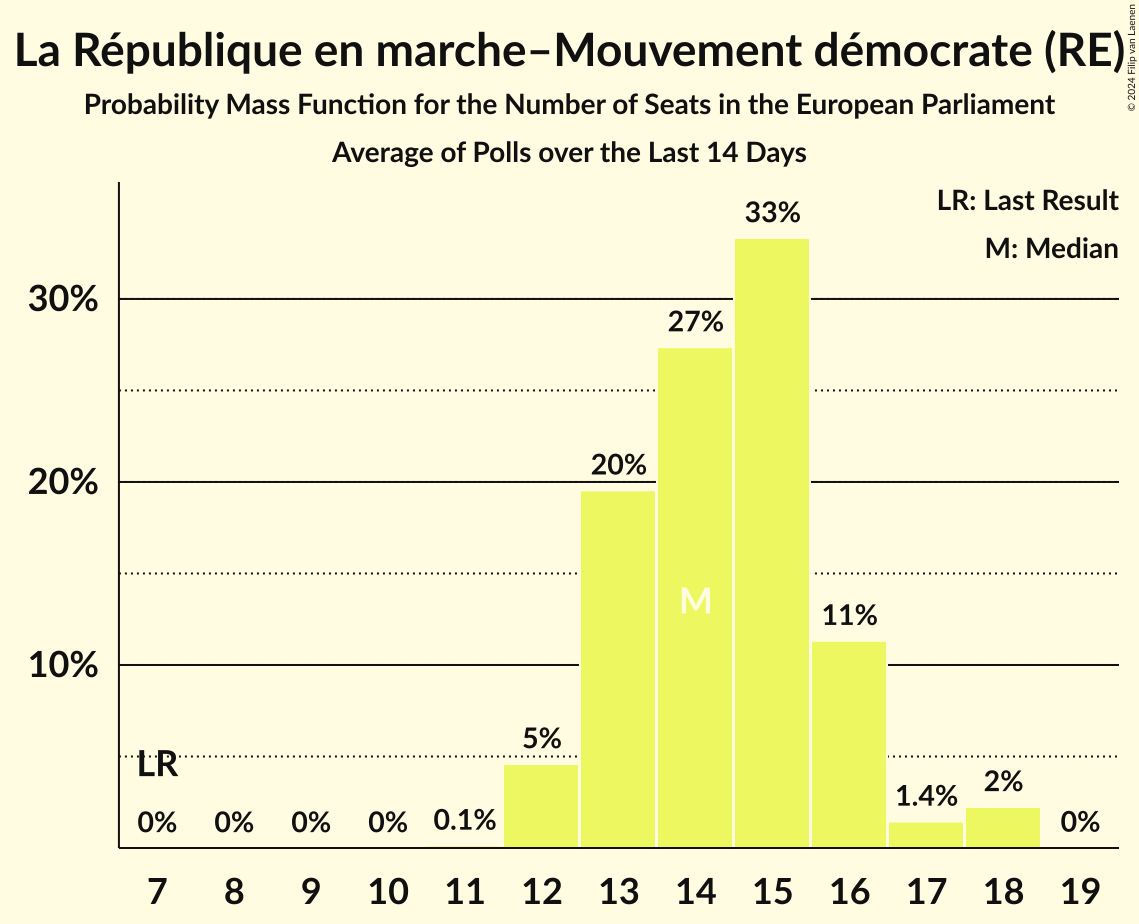 La République en marche–Mouvement démocrate (RE)
© 2024 Filip van Laenen
Probability Mass Function for the Number of Seats in the European Parliament
Average of Polls over the Last 14 Days
LR: Last Result
M: Median
33%
30%
27%
20%
20%
M
11%
10%
5%
LR
2%
1.4%
0% 0% 0% 0% 0.1% 0%
7 8 9 10 11 12 13 14 15 16 17 18 19